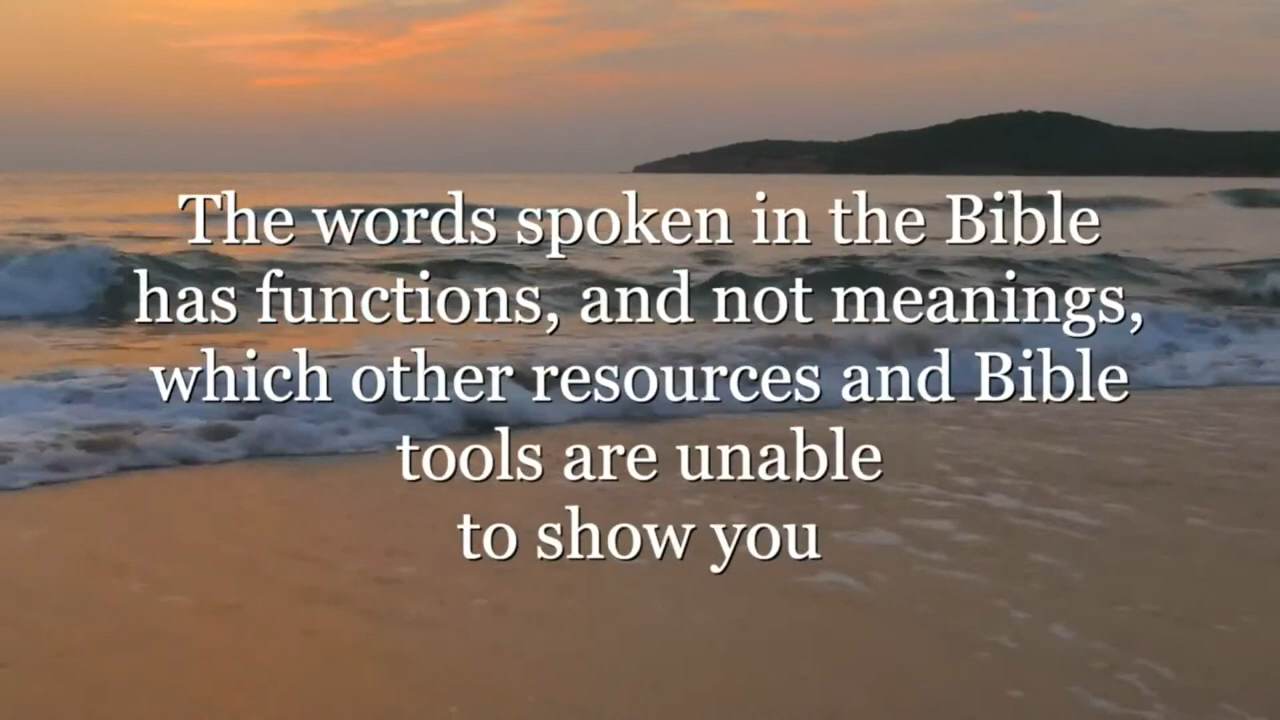 The words spoken in the Bible
has functions, and not meanings,
which other resources and Bible
tools are unable
to show you